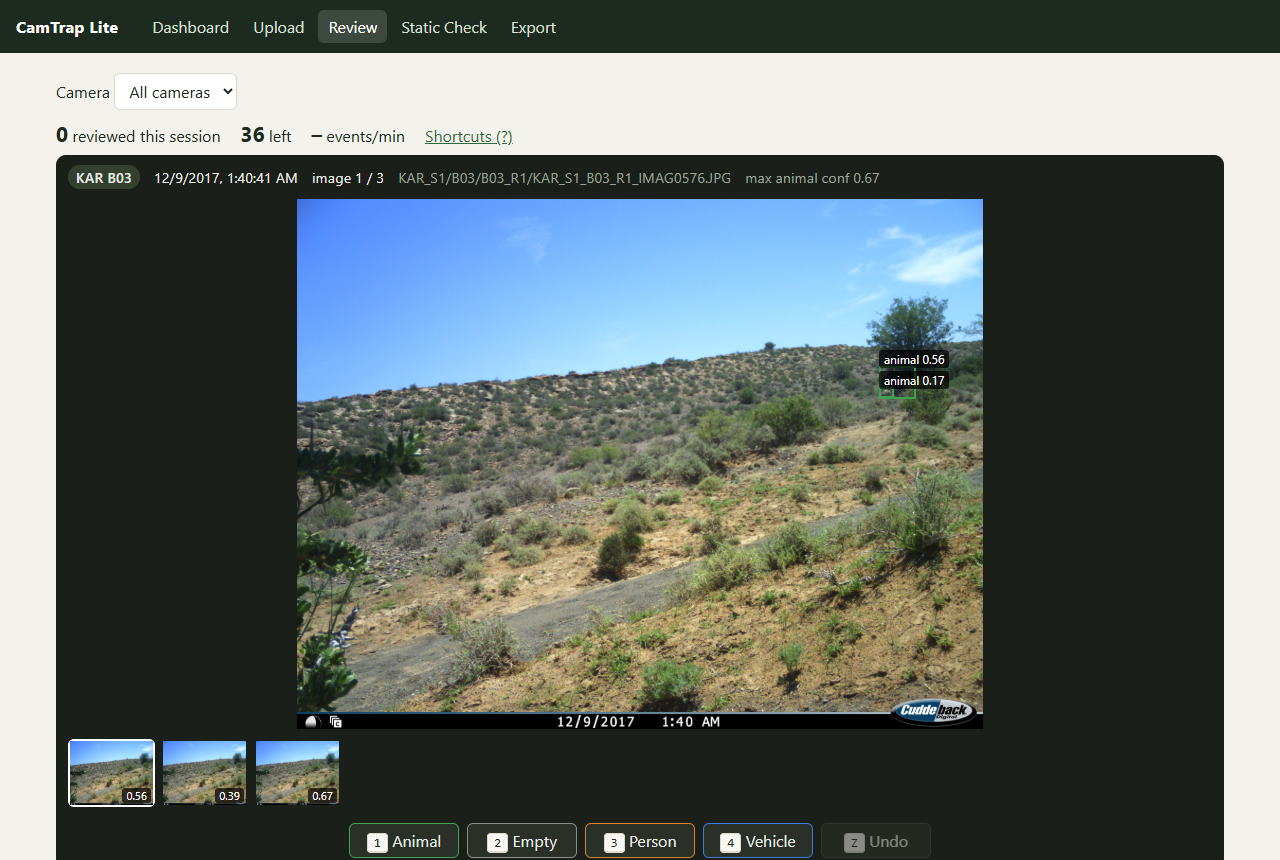 CamTrap Lite Dashboard Upload Review Static Check Export
Camera All cameras
0 reviewed this session 36 left – events/min Shortcuts (?)
KAR B03 12/9/2017, 1:40:41 AM image 1 / 3 KAR_S1/B03/B03_R1/KAR_S1_B03_R1_IMAG0576.JPG max animal conf 0.67
animal 0.56
animal 0.17
Cuddeback
Digital
12/9/2017 1:40 AM
0.56 0.39 0.67
1 Animal 2 Empty 3 Person 4 Vehicle Z Undo